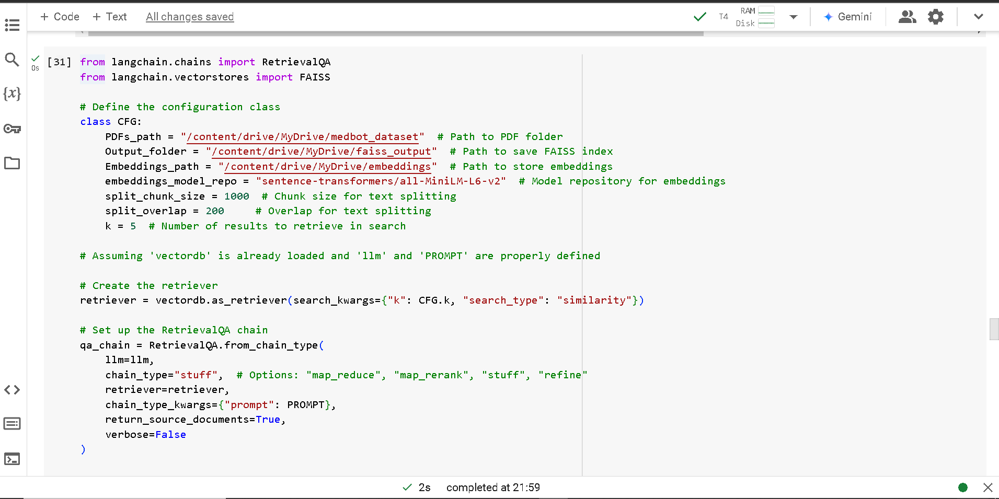 + Code + Text All changes saved
T4 RAM Disk Gemini
[31] from langchain.chains import RetrievalQA
0s
from langchain.vectorstores import FAISS
# Define the configuration class
class CFG:
    PDFs_path = "/content/drive/MyDrive/medbot_dataset"  # Path to PDF folder
    Output_folder = "/content/drive/MyDrive/faiss_output"  # Path to save FAISS index
    Embeddings_path = "/content/drive/MyDrive/embeddings"  # Path to store embeddings
    embeddings_model_repo = "sentence-transformers/all-MiniLM-L6-v2"  # Model repository for embeddings
    split_chunk_size = 1000  # Chunk size for text splitting
    split_overlap = 200     # Overlap for text splitting
    k = 5  # Number of results to retrieve in search
# Assuming 'vectordb' is already loaded and 'llm' and 'PROMPT' are properly defined
# Create the retriever
retriever = vectordb.as_retriever(search_kwargs={"k": CFG.k, "search_type": "similarity"})
# Set up the RetrievalQA chain
qa_chain = RetrievalQA.from_chain_type(
    llm=llm,
    chain_type="stuff",  # Options: "map_reduce", "map_rerank", "stuff", "refine"
    retriever=retriever,
    chain_type_kwargs={"prompt": PROMPT},
    return_source_documents=True,
    verbose=False
)
{x}
2s completed at 21:59